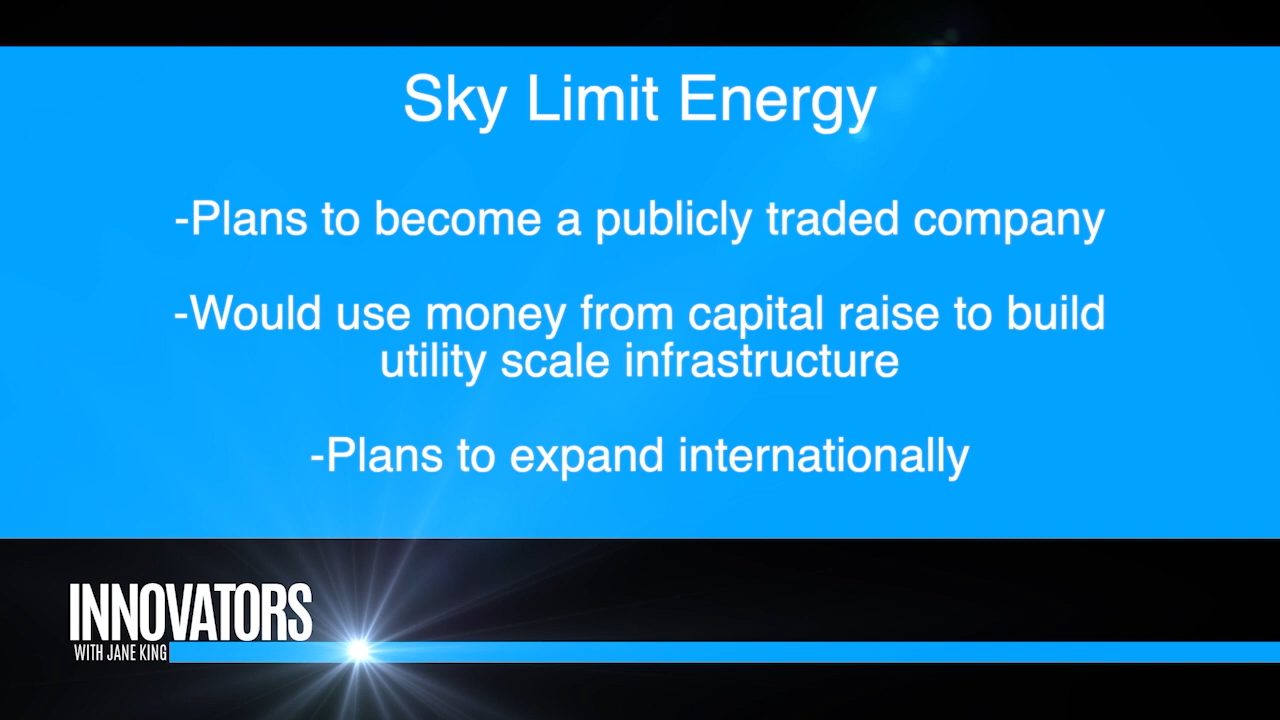 Sky Limit Energy
-Plans to become a publicly traded company
-Would use money from capital raise to build
utility scale infrastructure
-Plans to expand internationally
INNOVATORS
WITH JANE KING